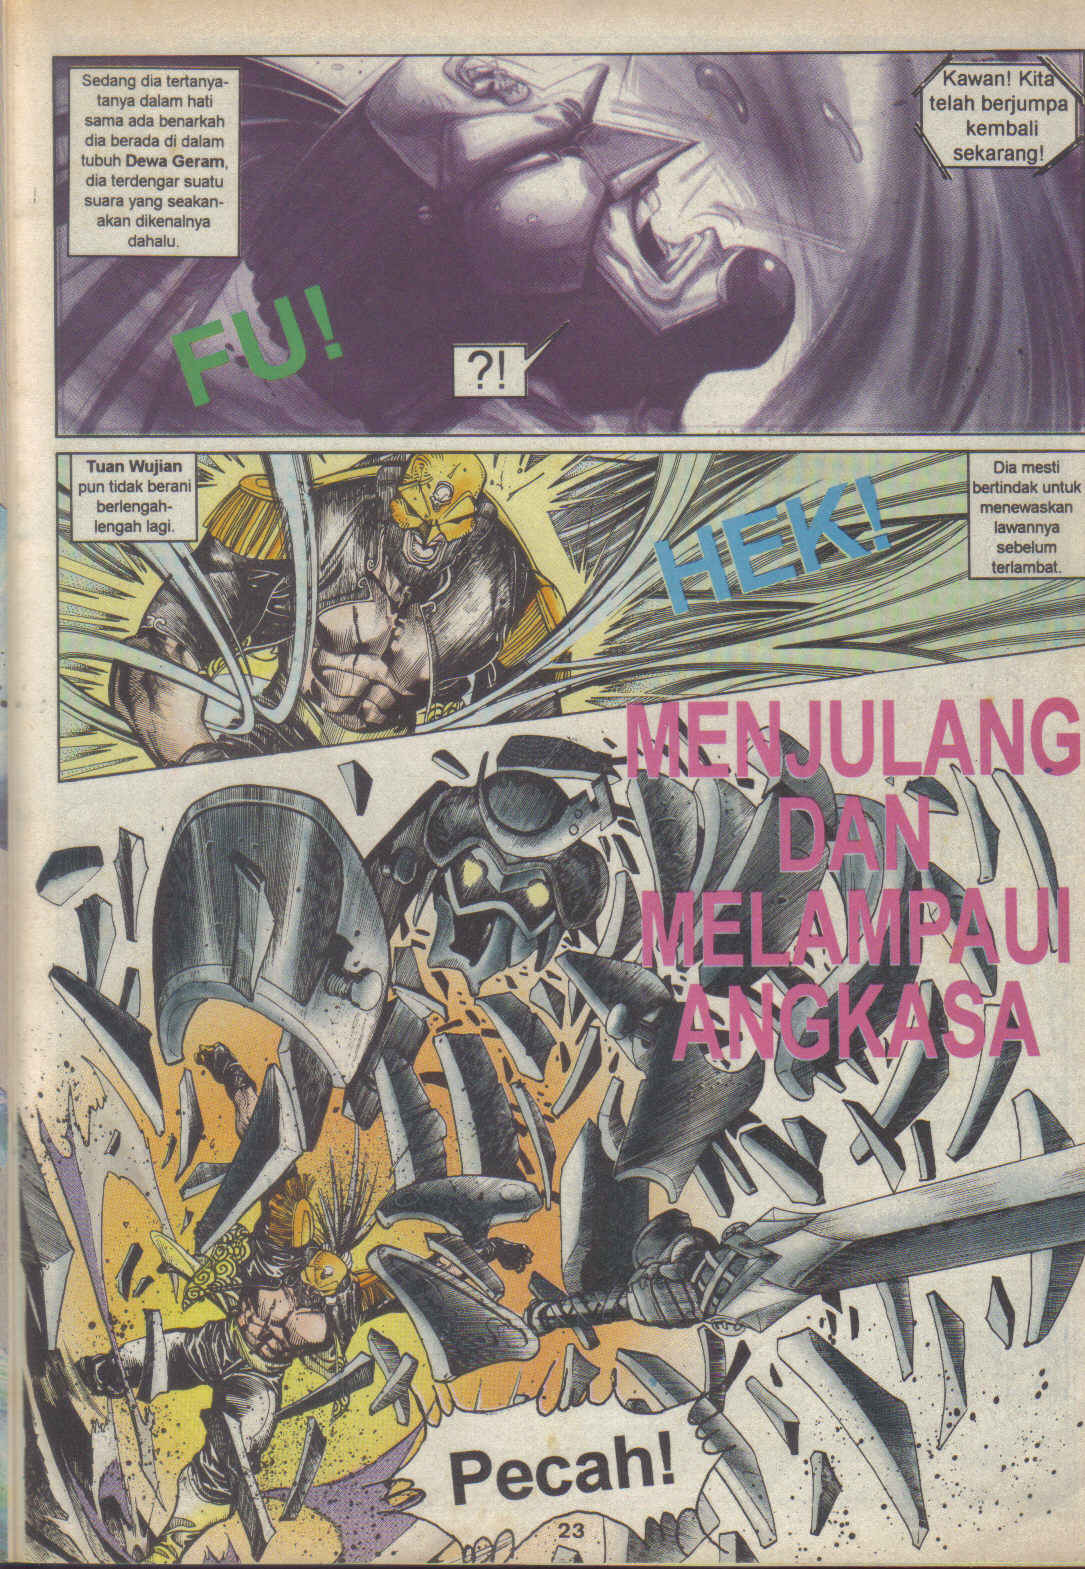 Sedang dia tertanya-
tanya dalam hati
sama ada benarkah
dia berada di dalam
tubuh Dewa Geram,
dia terdengar suatu
suara yang seakan-
akan dikenalnya
dahalu.
Kawan! Kita
telah berjumpa
kembali
sekarang!
FU!
?!
Tuan Wujian
pun tidak berani
berlengah-
lengah lagi.
HEK!
Dia mesti
bertindak untuk
menewaskan
lawannya
sebelum
terlambat.
MENJULANG
DAN
MELAMPAUI
ANGKASA
Pecah!
23